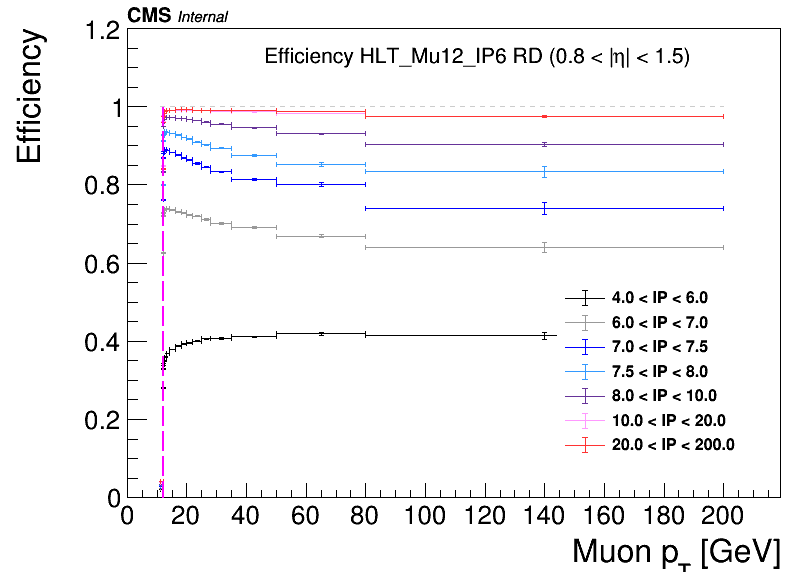 CMS Internal
Efficiency HLT_Mu12_IP6 RD (0.8 < |η| < 1.5)
Efficiency
1.2
1
0.8
0.6
0.4
0.2
0
4.0 < IP < 6.0
6.0 < IP < 7.0
7.0 < IP < 7.5
7.5 < IP < 8.0
8.0 < IP < 10.0
10.0 < IP < 20.0
20.0 < IP < 200.0
0 20 40 60 80 100 120 140 160 180 200
Muon pT [GeV]